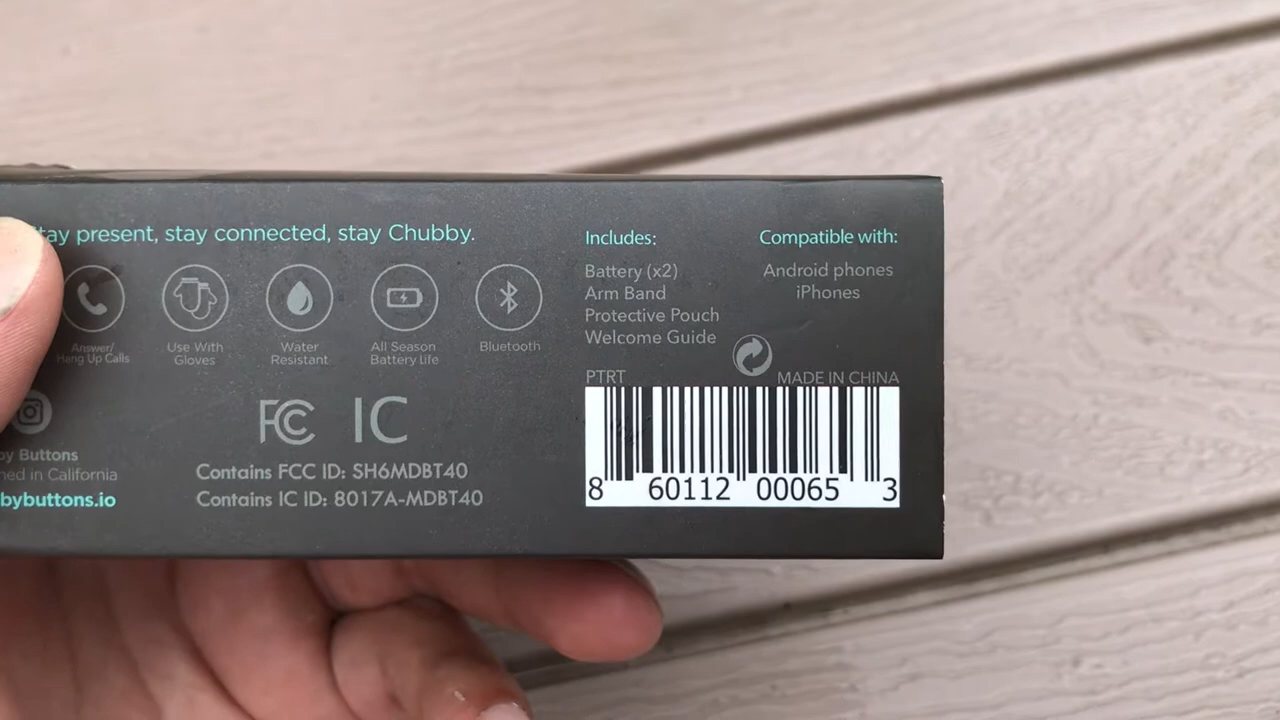 tay present, stay connected, stay Chubby.
Answer/
Hang Up Calls
Use With
Gloves
Water
Resistant
All Season
Battery life
Bluetooth
by Buttons
ned in California
bybuttons.io
FC IC
Contains FCC ID: SH6MDBT40
Contains IC ID: 8017A-MDBT40
Includes:
Battery (x2)
Arm Band
Protective Pouch
Welcome Guide
Compatible with:
Android phones
iPhones
PTRT
MADE IN CHINA
8 60112 00065 3